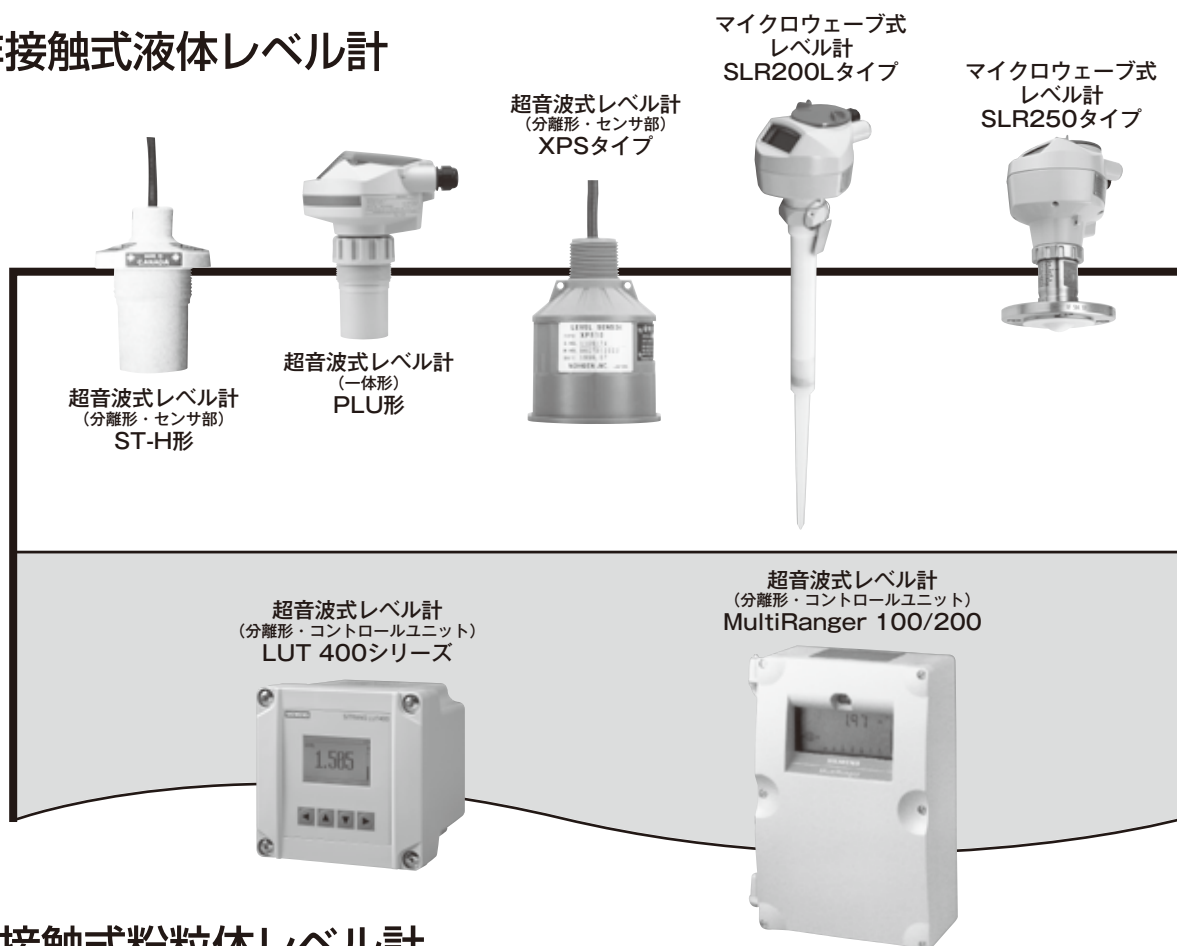 接触式液体レベル計
マイクロウェーブ式
レベル計
SLR200Lタイプ
マイクロウェーブ式
レベル計
SLR250タイプ
超音波式レベル計
(分離形・センサ部)
XPSタイプ
超音波式レベル計
(一体形)
PLU形
超音波式レベル計
(分離形・センサ部)
ST-H形
LEVEL SENSOR
XPS10
超音波式レベル計
(分離形・コントロールユニット)
LUT 400シリーズ
1.585
超音波式レベル計
(分離形・コントロールユニット)
MultiRanger 100/200
SIEMENS
MultiRanger
接触式粉粒体レベル計